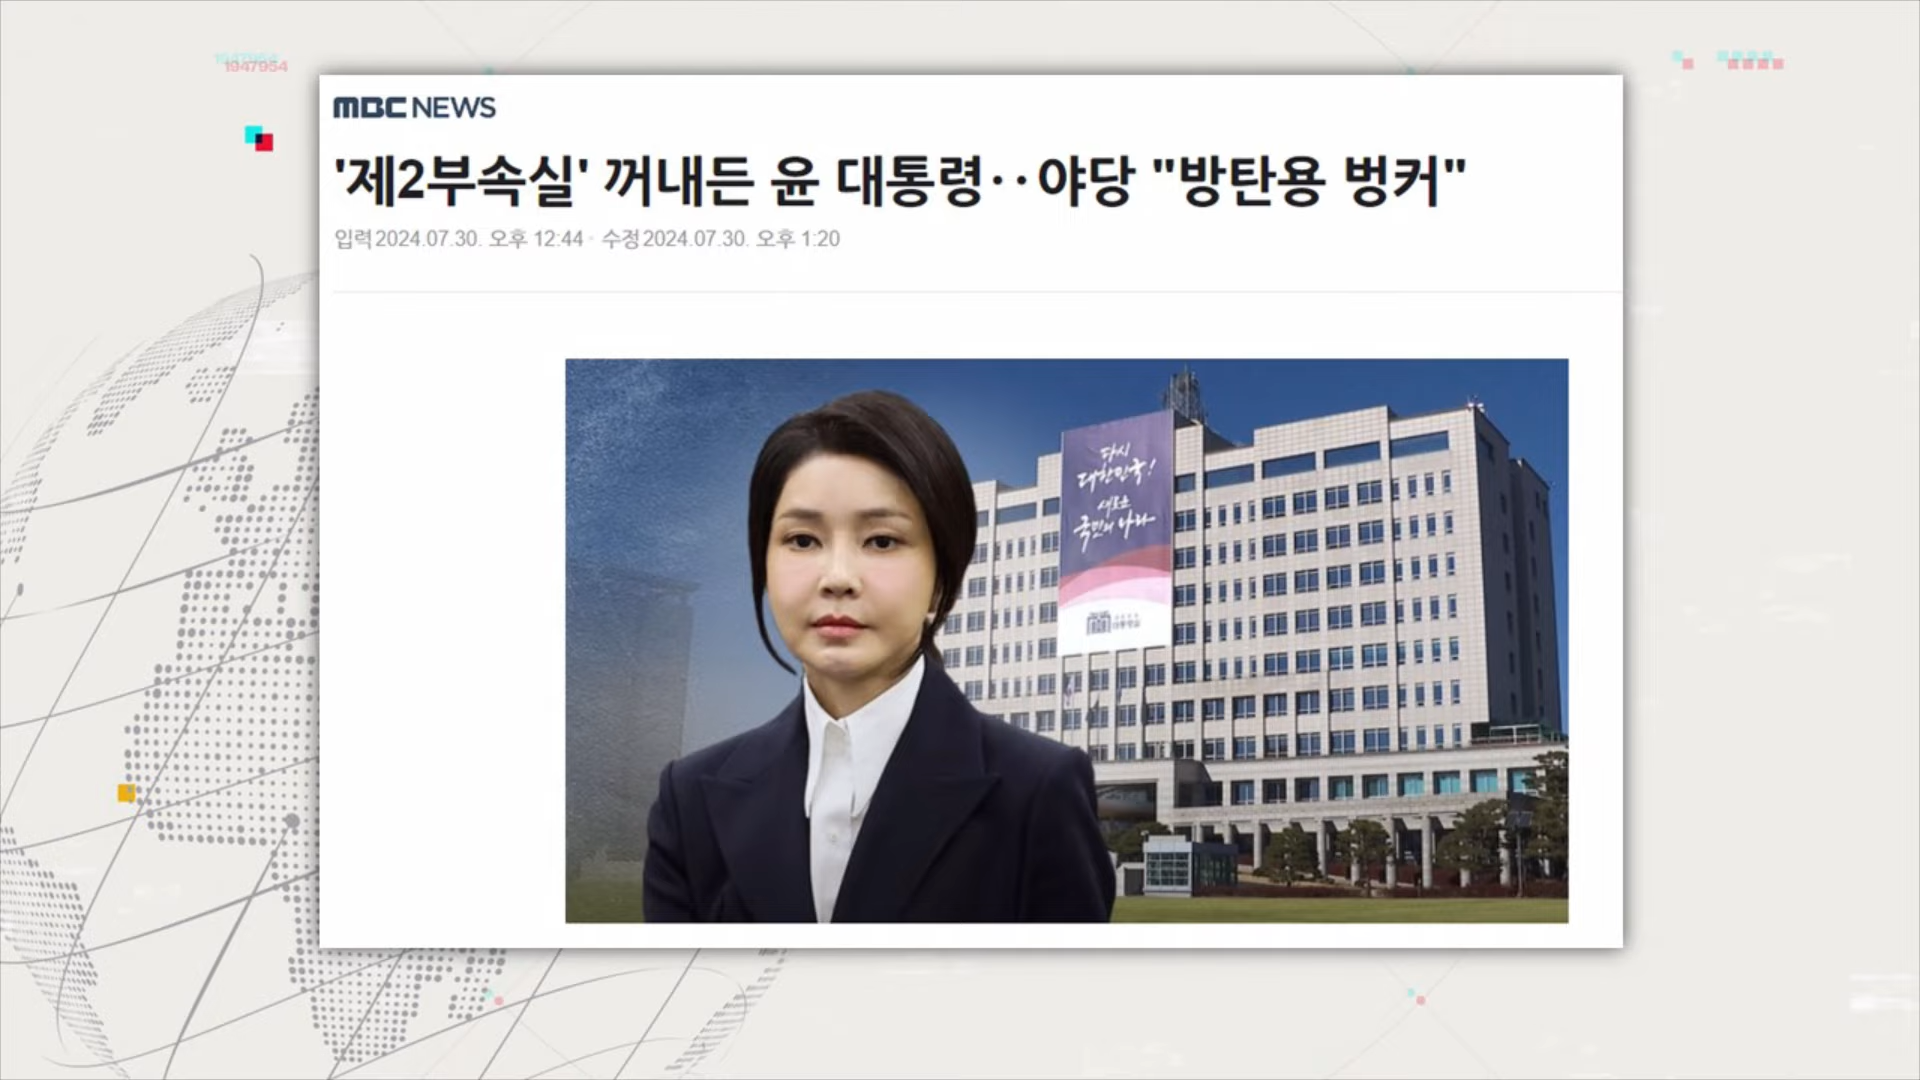 1947954
MBC NEWS
'제2부속실' 꺼내든 윤 대통령‥야당 "방탄용 벙커"
입력 2024.07.30. 오후 12:44 · 수정 2024.07.30. 오후 1:20
다시
대한민국!
새로운
국민의 나라